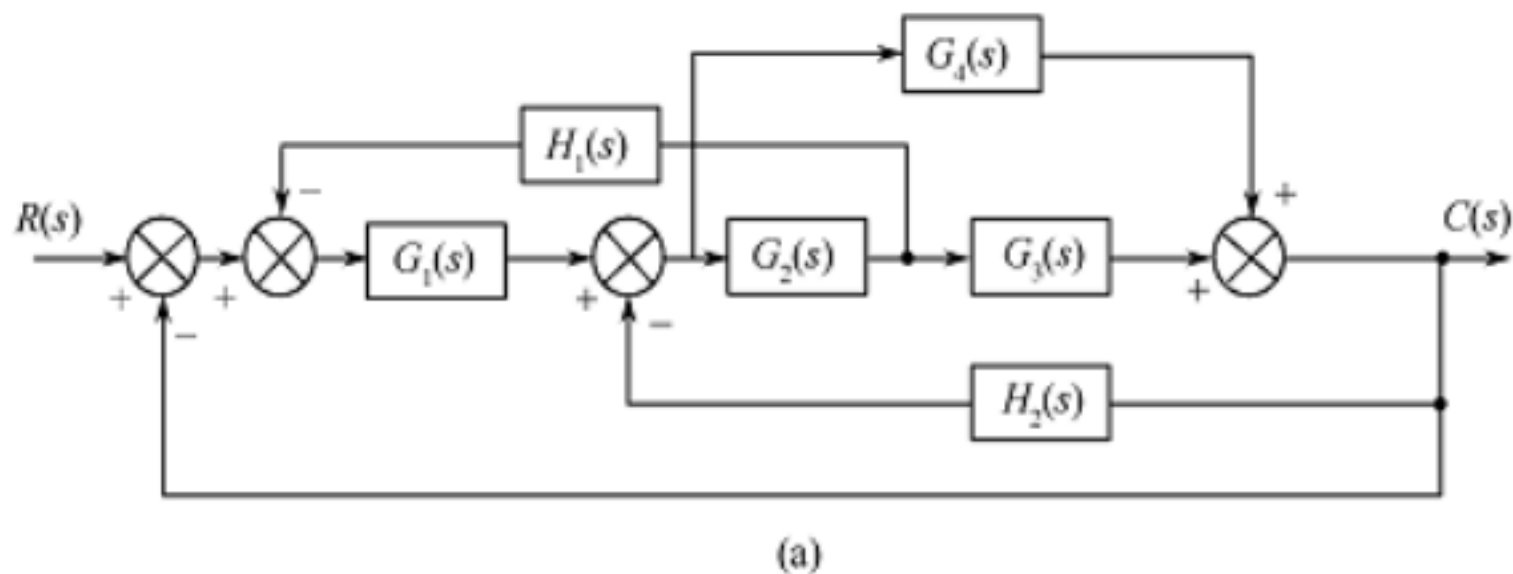 G₄(s)
H₁(s)
−
+
R(s)
C(s)
G₁(s)
G₂(s)
G₃(s)
+
+
+
+
−
−
H₂(s)
(a)